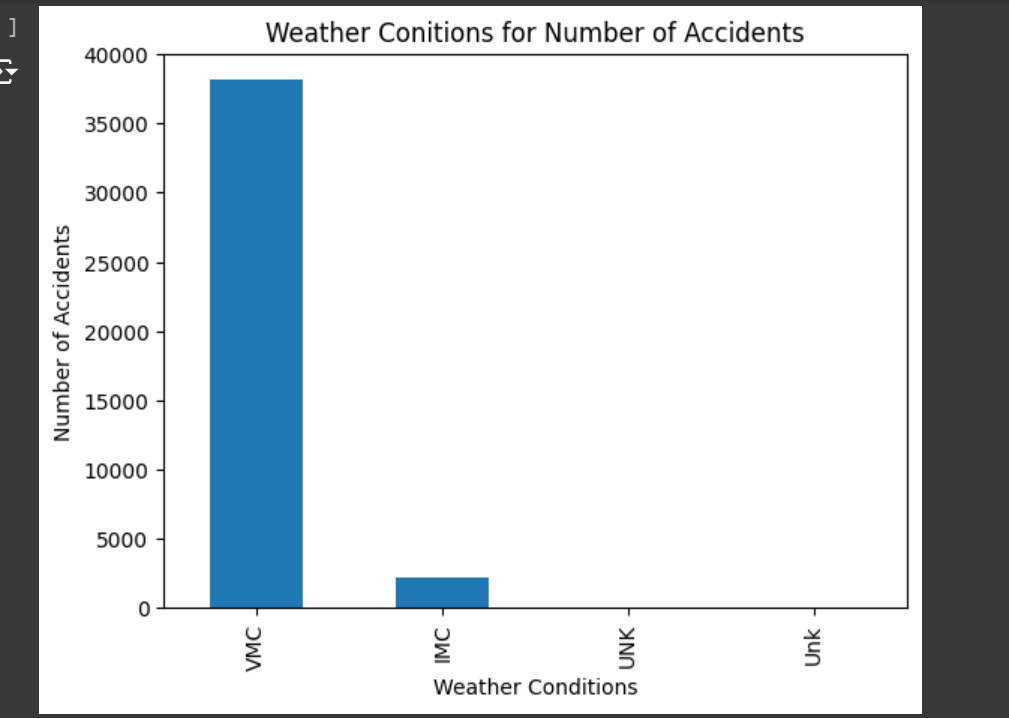 ]
Weather Conitions for Number of Accidents
40000
35000
30000
25000
20000
15000
10000
5000
0
Number of Accidents
VMC
IMC
UNK
Unk
Weather Conditions